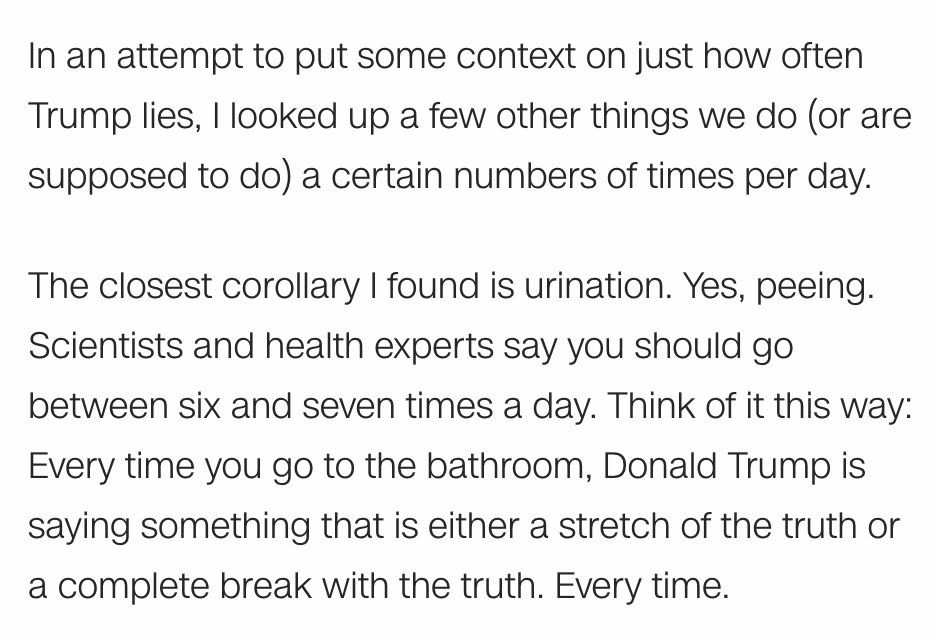 In an attempt to put some context on just how often
Trump lies, I looked up a few other things we do (or are
supposed to do) a certain numbers of times per day.
The closest corollary I found is urination. Yes, peeing.
Scientists and health experts say you should go
between six and seven times a day. Think of it this way:
Every time you go to the bathroom, Donald Trump is
saying something that is either a stretch of the truth or
a complete break with the truth. Every time.